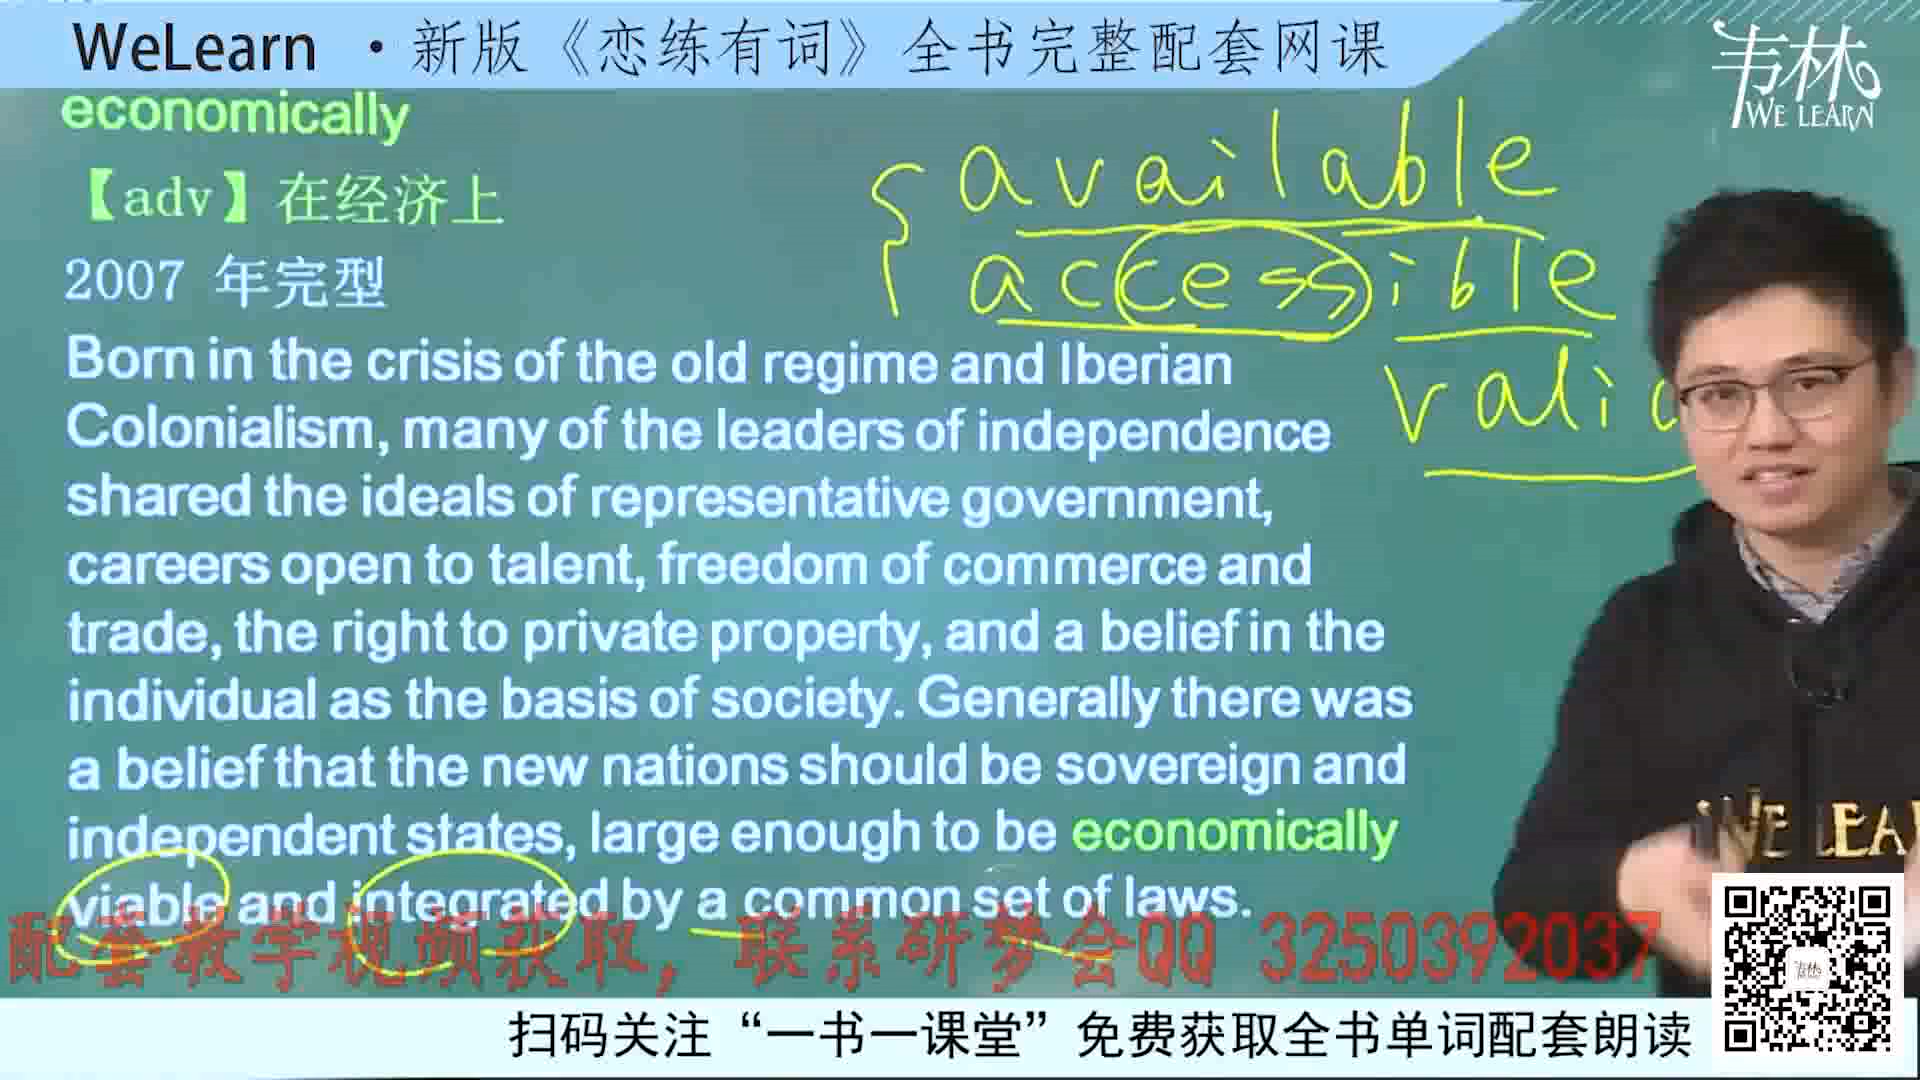 WeLearn ·新版《恋练有词》全书完整配套网课
韦林
WE LEARN
economically
【adv】在经济上
2007 年完型
available
accessible
Born in the crisis of the old regime and Iberian
Colonialism, many of the leaders of independence
shared the ideals of representative government,
careers open to talent, freedom of commerce and
trade, the right to private property, and a belief in the
individual as the basis of society. Generally there was
a belief that the new nations should be sovereign and
independent states, large enough to be economically
viable and integrated by a common set of laws.
WE LEA
配套教学视频获取，联系研梦会QQ 3250392037
扫码关注“一书一课堂”免费获取全书单词配套朗读